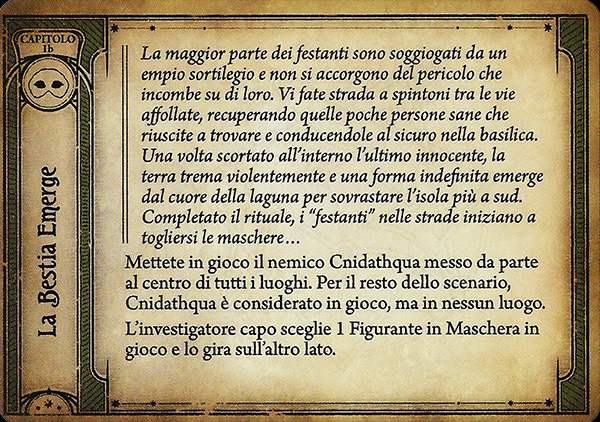 CAPITOLO
1b
La Bestia Emerge
La maggior parte dei festanti sono soggiogati da un
empio sortilegio e non si accorgono del pericolo che
incombe su di loro. Vi fate strada a spintoni tra le vie
affollate, recuperando quelle poche persone sane che
riuscite a trovare e conducendole al sicuro nella basilica.
Una volta scortato all'interno l'ultimo innocente, la
terra trema violentemente e una forma indefinita emerge
dal cuore della laguna per sovrastare l'isola più a sud.
Completato il rituale, i “festanti” nelle strade iniziano a
togliersi le maschere…
Mettete in gioco il nemico Cnidathqua messo da parte
al centro di tutti i luoghi. Per il resto dello scenario,
Cnidathqua è considerato in gioco, ma in nessun luogo.
L'investigatore capo sceglie 1 Figurante in Maschera in
gioco e lo gira sull'altro lato.